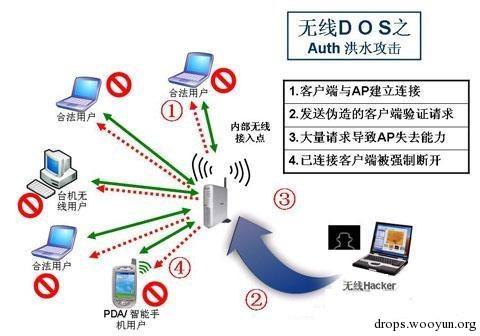 无线DOS之
Auth 洪水攻击
1.客户端与AP建立连接
2.发送伪造的客户端验证请求
3.大量请求导致AP失去能力
4.已连接客户端被强制断开
合法用户
合法用户
①
内部无线
接入点
台机无
线用户
③
合法用户
④
PDA/智能手
机用户
②
无线Hacker
drops.wooyun.org